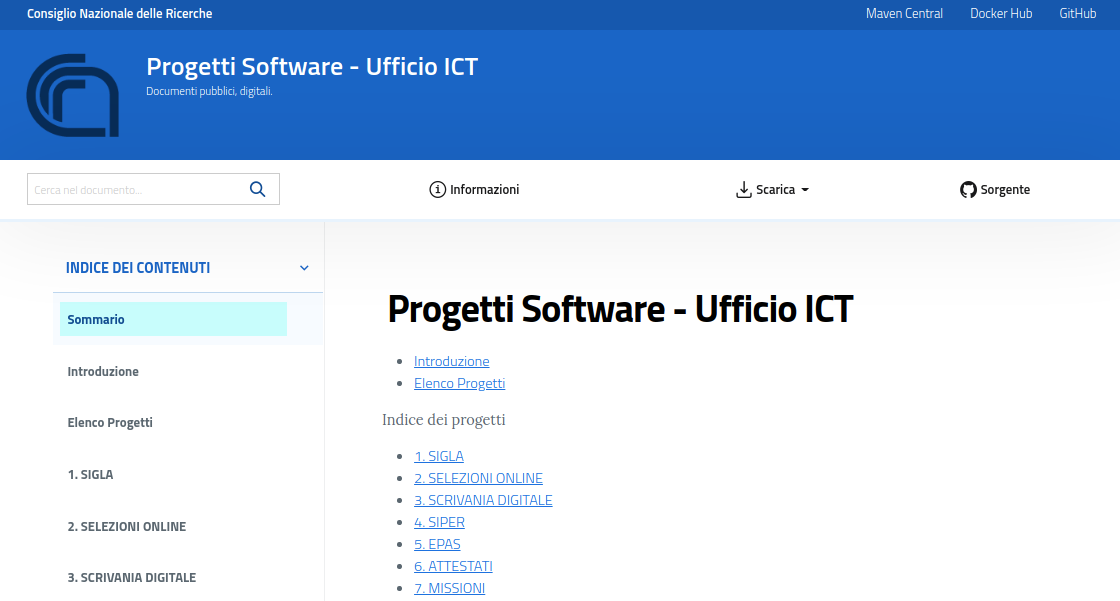 Consiglio Nazionale delle Ricerche
Maven Central
Docker Hub
GitHub
Progetti Software - Ufficio ICT
Documenti pubblici, digitali.
Cerca nel documento...
Informazioni
Scarica
Sorgente
INDICE DEI CONTENUTI
Sommario
Introduzione
Elenco Progetti
1. SIGLA
2. SELEZIONI ONLINE
3. SCRIVANIA DIGITALE
Progetti Software - Ufficio ICT
Introduzione
Elenco Progetti
Indice dei progetti
1. SIGLA
2. SELEZIONI ONLINE
3. SCRIVANIA DIGITALE
4. SIPER
5. EPAS
6. ATTESTATI
7. MISSIONI